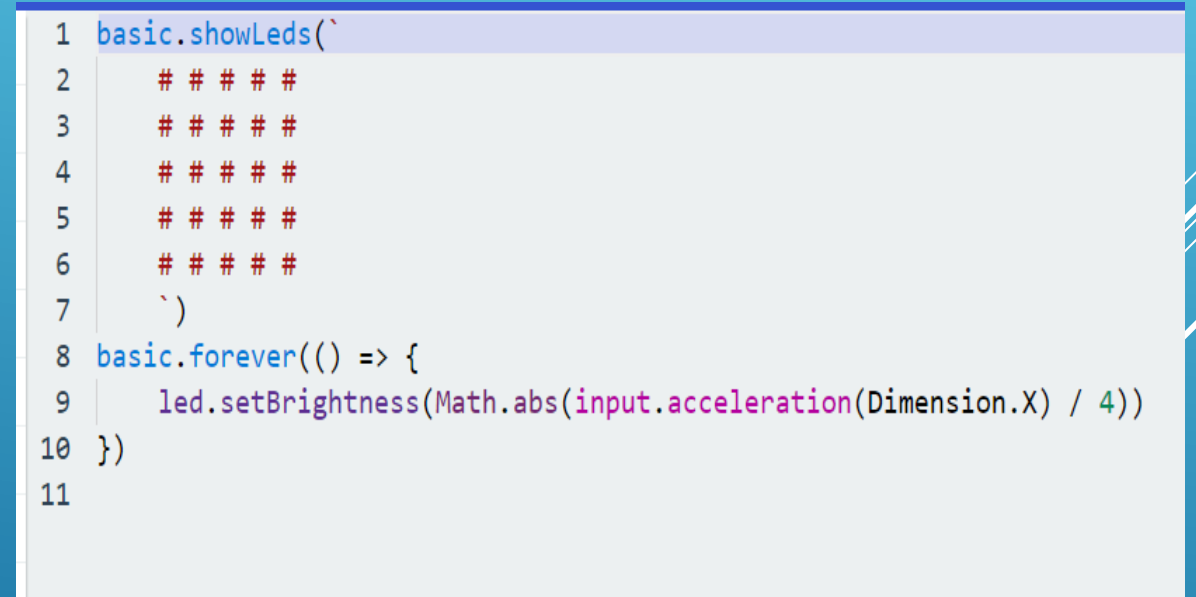 1 basic.showLeds(`
2     # # # # #
3     # # # # #
4     # # # # #
5     # # # # #
6     # # # # #
7     `)
8 basic.forever(() => {
9     led.setBrightness(Math.abs(input.acceleration(Dimension.X) / 4))
10 })
11